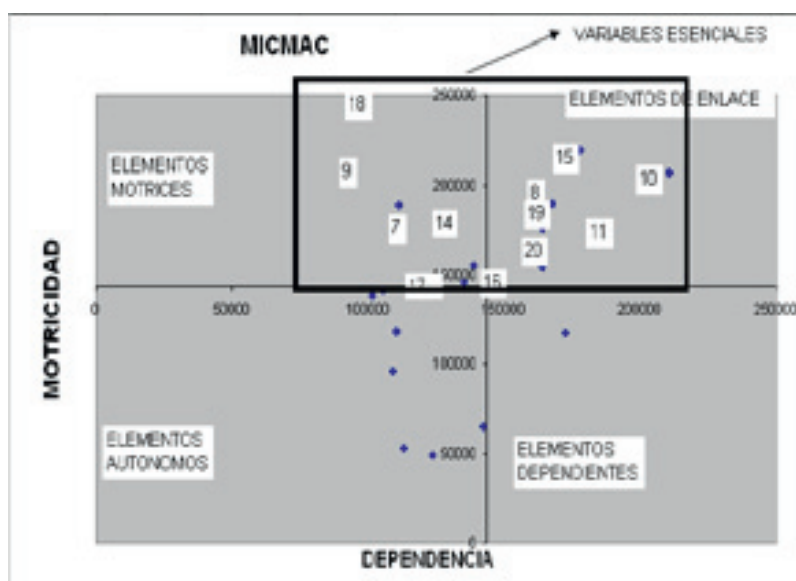 VARIABLES ESENCIALES
MICMAC
250000
ELEMENTOS DE ENLACE
18
ELEMENTOS
MOTRICES
9
15
10
200000
8
7
14
19
11
20
15
0
50000
100000
150000
200000
250000
MOTRICIDAD
100000
ELEMENTOS
AUTONOMOS
50000
ELEMENTOS
DEPENDIENTES
0
DEPENDENCIA